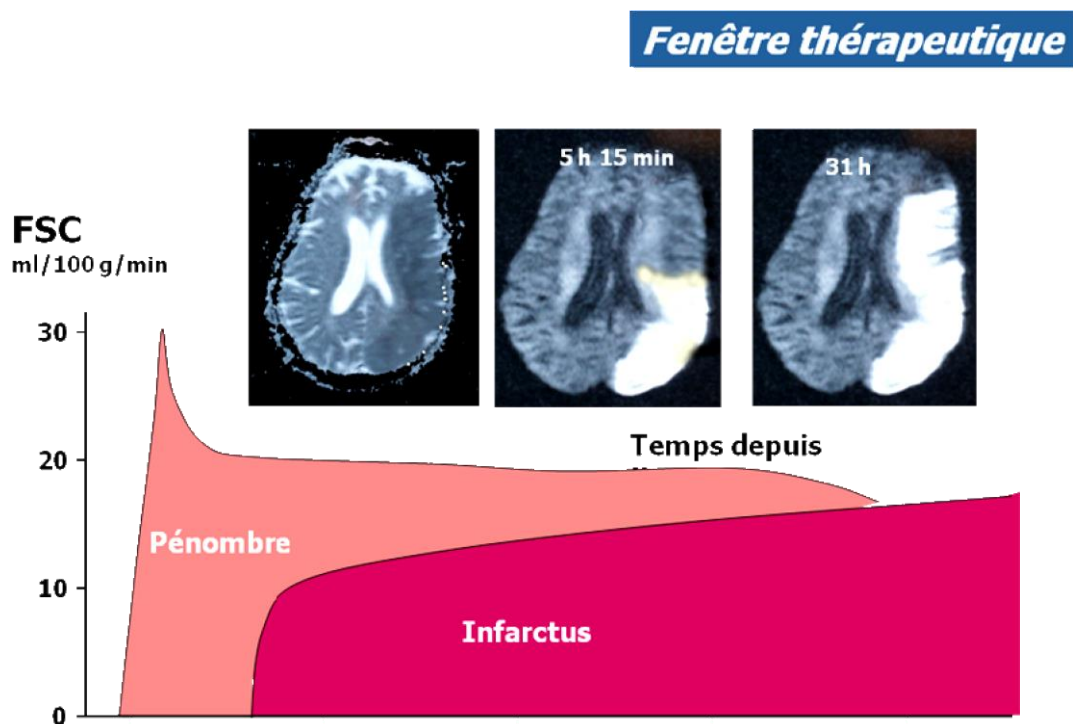 Fenêtre thérapeutique
5 h 15 min
31 h
FSC
ml/100 g/min
30
20
10
0
Temps depuis
Pénombre
Infarctus